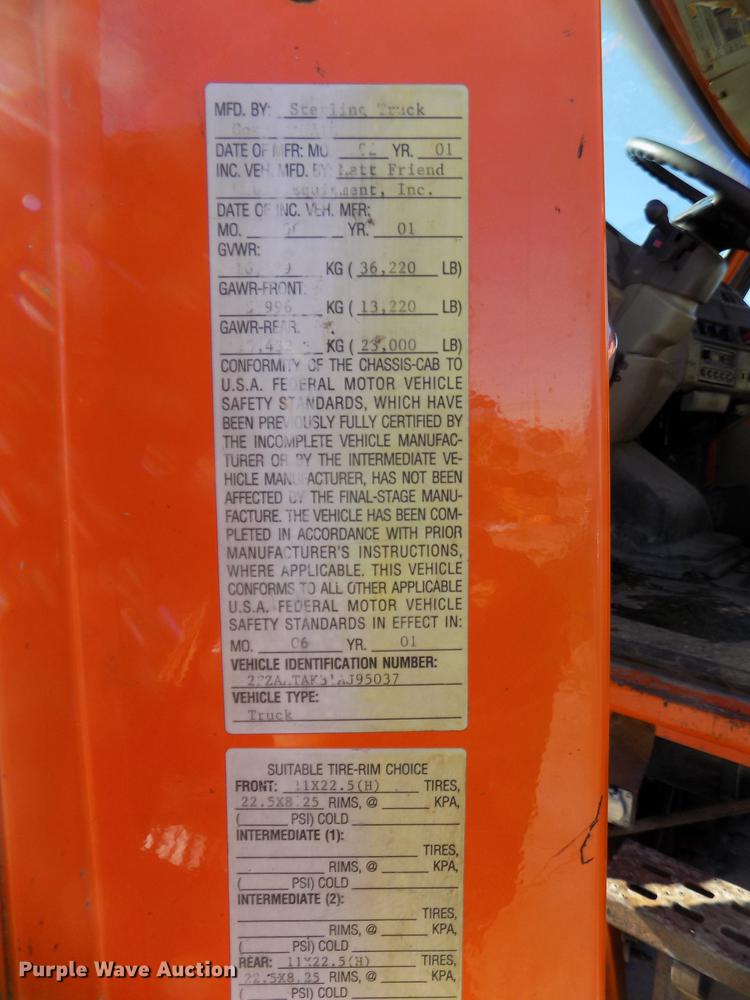 MFD. BY: Sterling Truck
DATE OF MFR: MO. YR. 01
INC. VEH. MFD. BY: Friend
Equipment, Inc.
DATE OF INC. VEH. MFR:
MO. YR. 01
GVWR:
KG ( 36,220 LB)
GAWR-FRONT.
KG ( 13,220 LB)
GAWR-REAR.
KG ( 23,000 LB)
CONFORMITY OF THE CHASSIS-CAB TO
U.S.A. FEDERAL MOTOR VEHICLE
SAFETY STANDARDS, WHICH HAVE
BEEN PREVIOUSLY FULLY CERTIFIED BY
THE INCOMPLETE VEHICLE MANUFAC-
TURER OR BY THE INTERMEDIATE VE-
HICLE MANUFACTURER, HAS NOT BEEN
AFFECTED BY THE FINAL-STAGE MANU-
FACTURE. THE VEHICLE HAS BEEN COM-
PLETED IN ACCORDANCE WITH PRIOR
MANUFACTURER'S INSTRUCTIONS,
WHERE APPLICABLE. THIS VEHICLE
CONFORMS TO ALL OTHER APPLICABLE
U.S.A. FEDERAL MOTOR VEHICLE
SAFETY STANDARDS IN EFFECT IN:
MO. 06 YR. 01
VEHICLE IDENTIFICATION NUMBER:
VEHICLE TYPE:
Truck
SUITABLE TIRE-RIM CHOICE
FRONT: 11X22.5(H) TIRES,
22.5X8.25 RIMS, @ KPA,
( PSI) COLD
INTERMEDIATE (1):
TIRES,
RIMS, @ KPA,
( PSI) COLD
INTERMEDIATE (2):
TIRES,
RIMS, @ KPA,
( PSI) COLD
REAR: 11X22.5(H) TIRES,
22.5X8.25 RIMS, @ KPA,
( PSI) COLD
Purple Wave Auction